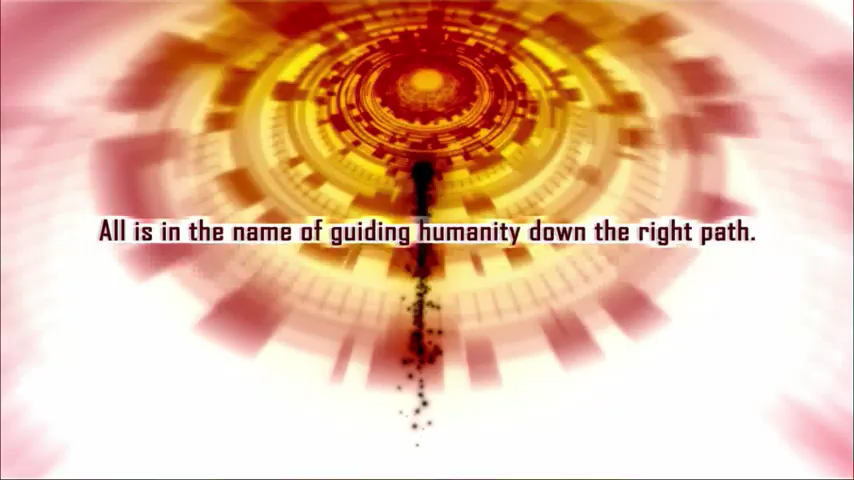 All is in the name of guiding humanity down the right path.